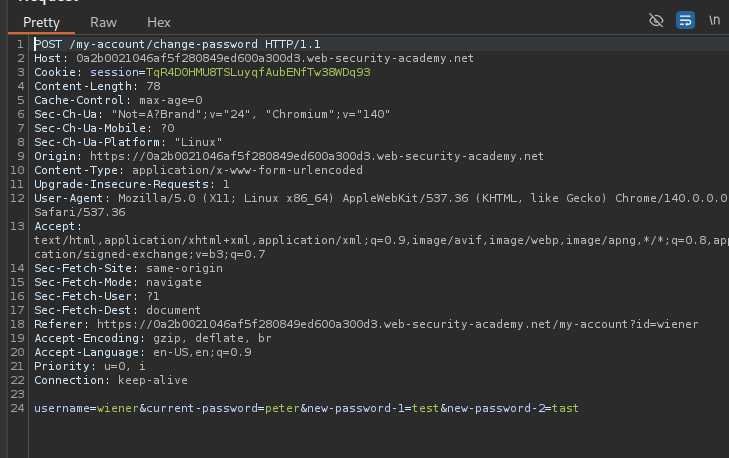 Request
Pretty Raw Hex \n
1 POST /my-account/change-password HTTP/1.1
2 Host: 0a2b0021046af5f280849ed600a300d3.web-security-academy.net
3 Cookie: session=TqR4D0HMU8TSLuyqfAubENfTw38WDq93
4 Content-Length: 78
5 Cache-Control: max-age=0
6 Sec-Ch-Ua: "Not=A?Brand";v="24", "Chromium";v="140"
7 Sec-Ch-Ua-Mobile: ?0
8 Sec-Ch-Ua-Platform: "Linux"
9 Origin: https://0a2b0021046af5f280849ed600a300d3.web-security-academy.net
10 Content-Type: application/x-www-form-urlencoded
11 Upgrade-Insecure-Requests: 1
12 User-Agent: Mozilla/5.0 (X11; Linux x86_64) AppleWebKit/537.36 (KHTML, like Gecko) Chrome/140.0.0.0
Safari/537.36
13 Accept:
text/html,application/xhtml+xml,application/xml;q=0.9,image/avif,image/webp,image/apng,*/*;q=0.8,app
cation/signed-exchange;v=b3;q=0.7
14 Sec-Fetch-Site: same-origin
15 Sec-Fetch-Mode: navigate
16 Sec-Fetch-User: ?1
17 Sec-Fetch-Dest: document
18 Referer: https://0a2b0021046af5f280849ed600a300d3.web-security-academy.net/my-account?id=wiener
19 Accept-Encoding: gzip, deflate, br
20 Accept-Language: en-US,en;q=0.9
21 Priority: u=0, i
22 Connection: keep-alive
23
24 username=wiener&current-password=peter&new-password-1=test&new-password-2=tast